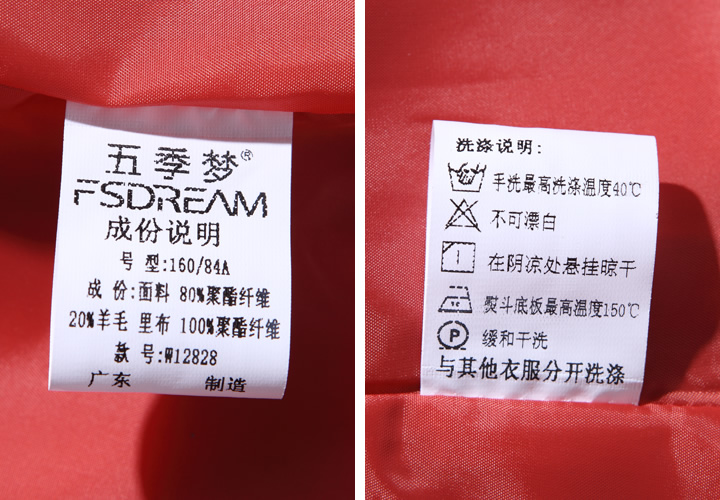 五季梦®
FSDREAM
成份说明
号 型:160/84A
成 份:面料 80%聚酯纤维
20%羊毛 里布 100%聚酯纤维
款 号:W12828
广东 制造
洗涤说明:
手洗最高洗涤温度40℃
不可漂白
在阴凉处悬挂晾干
熨斗底板最高温度150℃
P 缓和干洗
与其他衣服分开洗涤